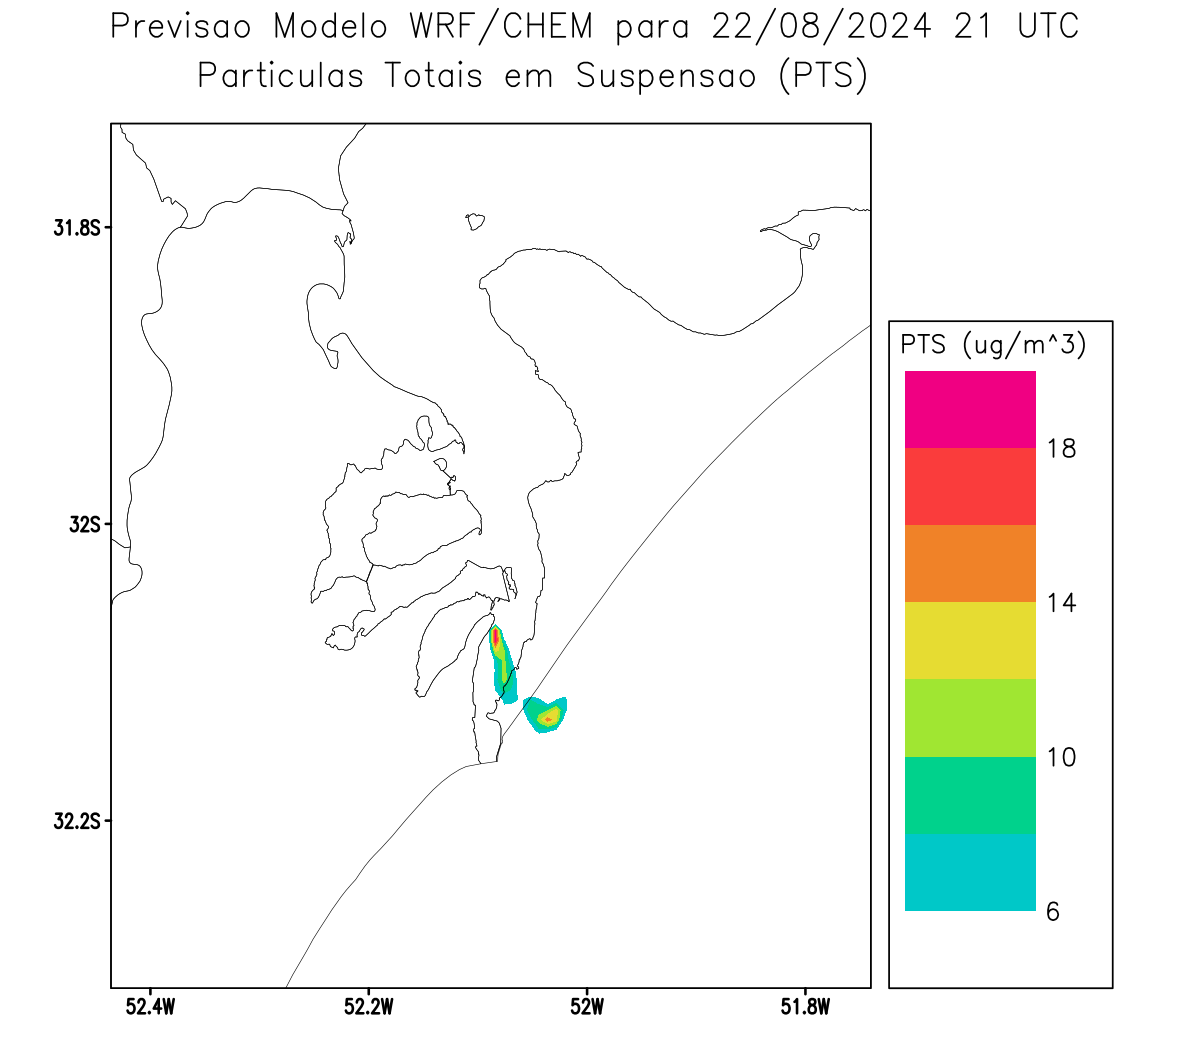 Previsao Modelo WRF/CHEM para 22/08/2024 21 UTC
Particulas Totais em Suspensao (PTS)
31.8S
32S
32.2S
52.4W
52.2W
52W
51.8W
PTS (ug/m^3)
18
14
10
6